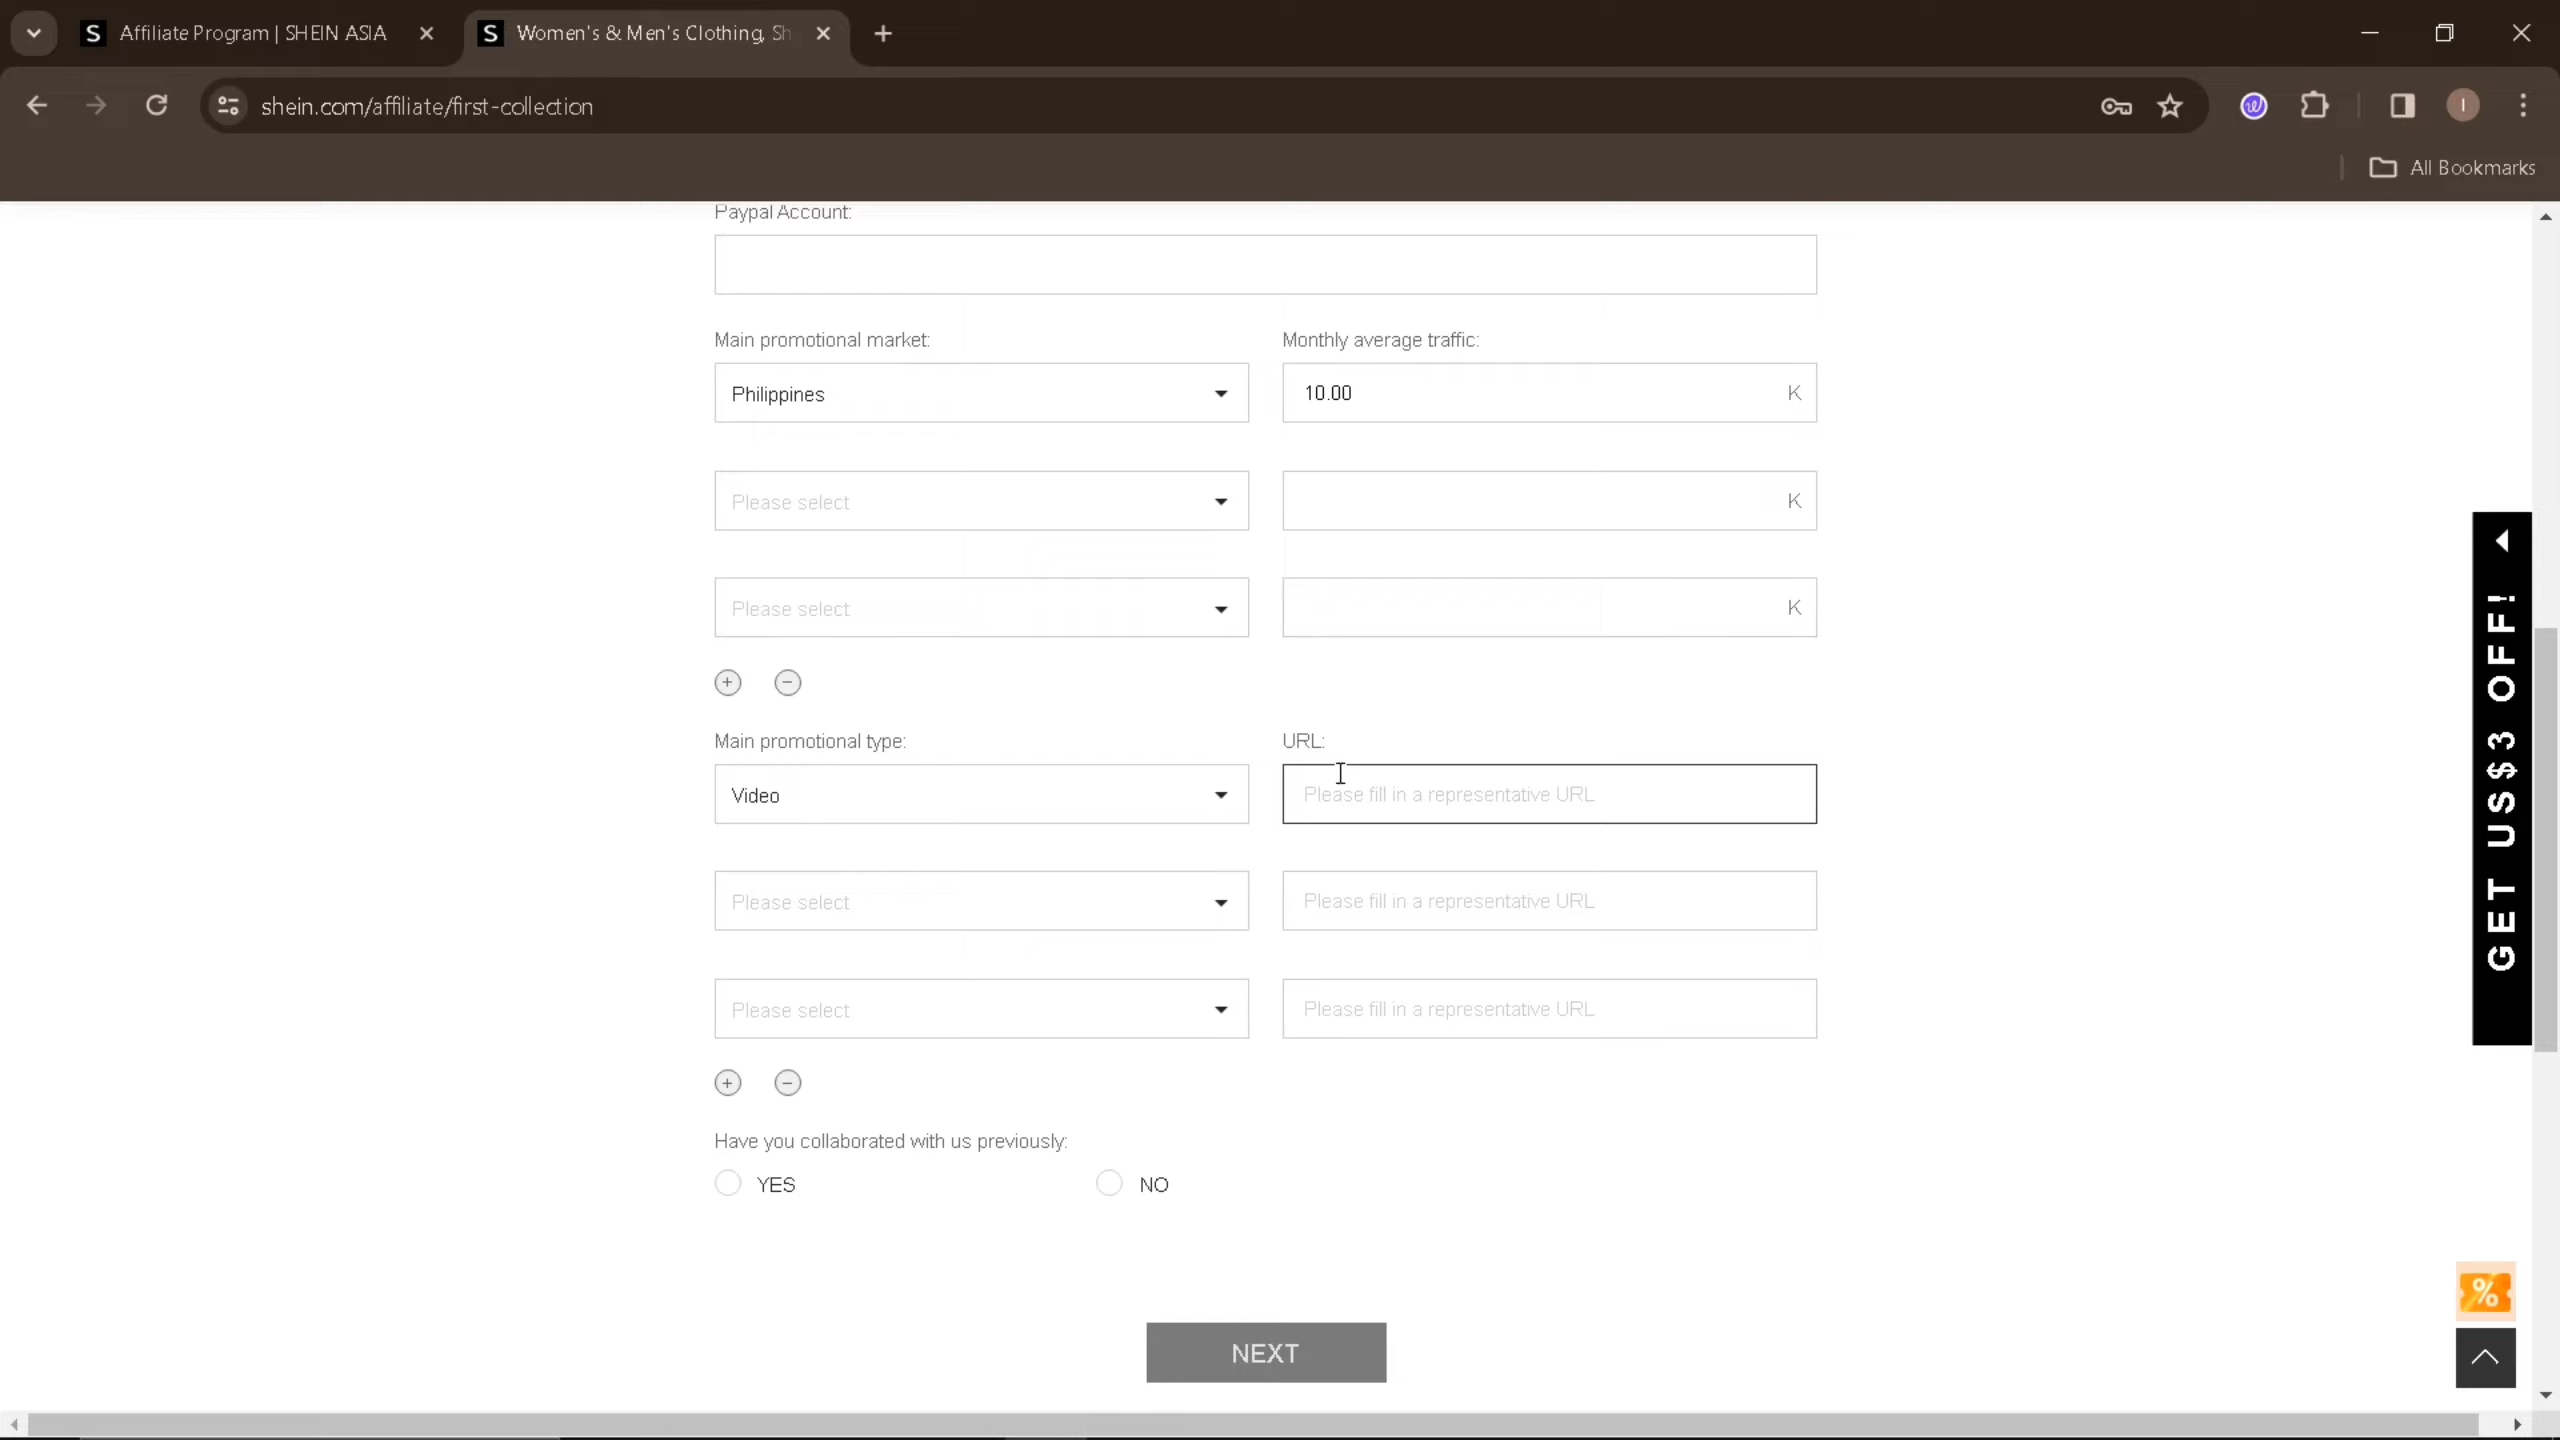 S Affiliate Program | SHEIN ASIA
S Women's & Men's Clothing, Sh
shein.com/affiliate/first-collection
I
All Bookmarks
Paypal Account:
Main promotional market: Monthly average traffic:
Philippines 10.00 K
Please select K
Please select K
Main promotional type: URL:
Video Please fill in a representative URL
Please select Please fill in a representative URL
Please select Please fill in a representative URL
Have you collaborated with us previously:
YES NO
NEXT
GET US$3 OFF!
%